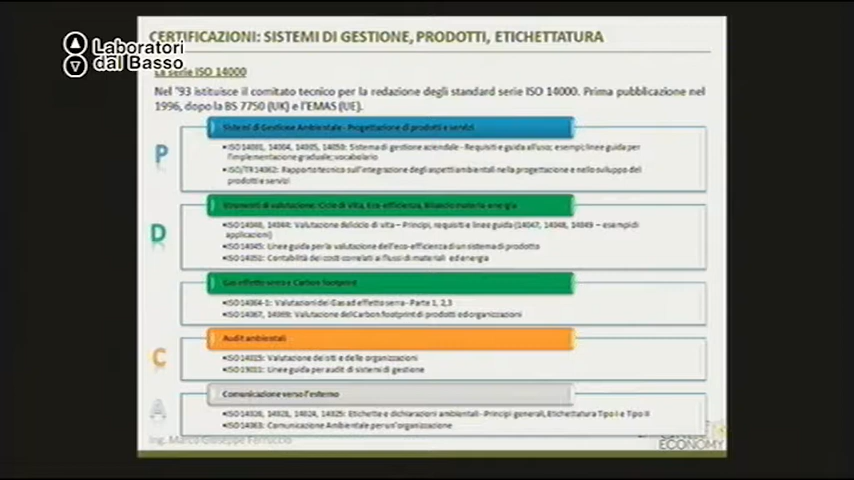 CERTIFICAZIONI: SISTEMI DI GESTIONE, PRODOTTI, ETICHETTATURA
Laboratori
dal Basso
La serie ISO 14000
Nel '93 istituisce il comitato tecnico per la redazione degli standard serie ISO 14000. Prima pubblicazione nel
1996, dopo la BS 7750 (UK) e l'EMAS (UE).
Sistemi di Gestione Ambientale - Progettazione di prodotti e servizi
P
•ISO 14001, 14004, 14005, 14050: Sistema di gestione aziendale - Requisiti e guida all'uso; esempi; linee guida per
l'implementazione graduale; vocabolario
•ISO/TR 14062: Rapporto tecnico sull'integrazione degli aspetti ambientali nella progettazione e nello sviluppo del
prodotti e servizi
Strumenti di valutazione: Ciclo di Vita, Eco-efficienza, Bilancio materia-energia
D
•ISO 14040, 14044: Valutazione del ciclo di vita – Principi, requisiti e linee guida (14047, 14048, 14049 – esempi di
applicazioni)
•ISO 14045: Linee guida per la valutazione dell'eco-efficienza di un sistema di prodotto
•ISO 14051: Contabilità dei costi correlati ai flussi di materiali ed energia
Gas effetto serra e Carbon footprint
•ISO 14064-1: Valutazioni dei Gas ad effetto serra - Parte 1, 2, 3
•ISO 14067, 14069: Valutazione del Carbon footprint di prodotti ed organizzazioni
Audit ambientali
C
•ISO 14015: Valutazione dei siti e delle organizzazioni
•ISO 19011: Linee guida per audit di sistemi di gestione
Comunicazione verso l'esterno
A
•ISO 14020, 14021, 14024, 14025: Etichette e dichiarazioni ambientali - Principi generali, Etichettatura Tipo I e Tipo II
•ISO 14063: Comunicazione Ambientale per un'organizzazione
Ing. Marco Giuseppe Ferruccio
ECONOMY